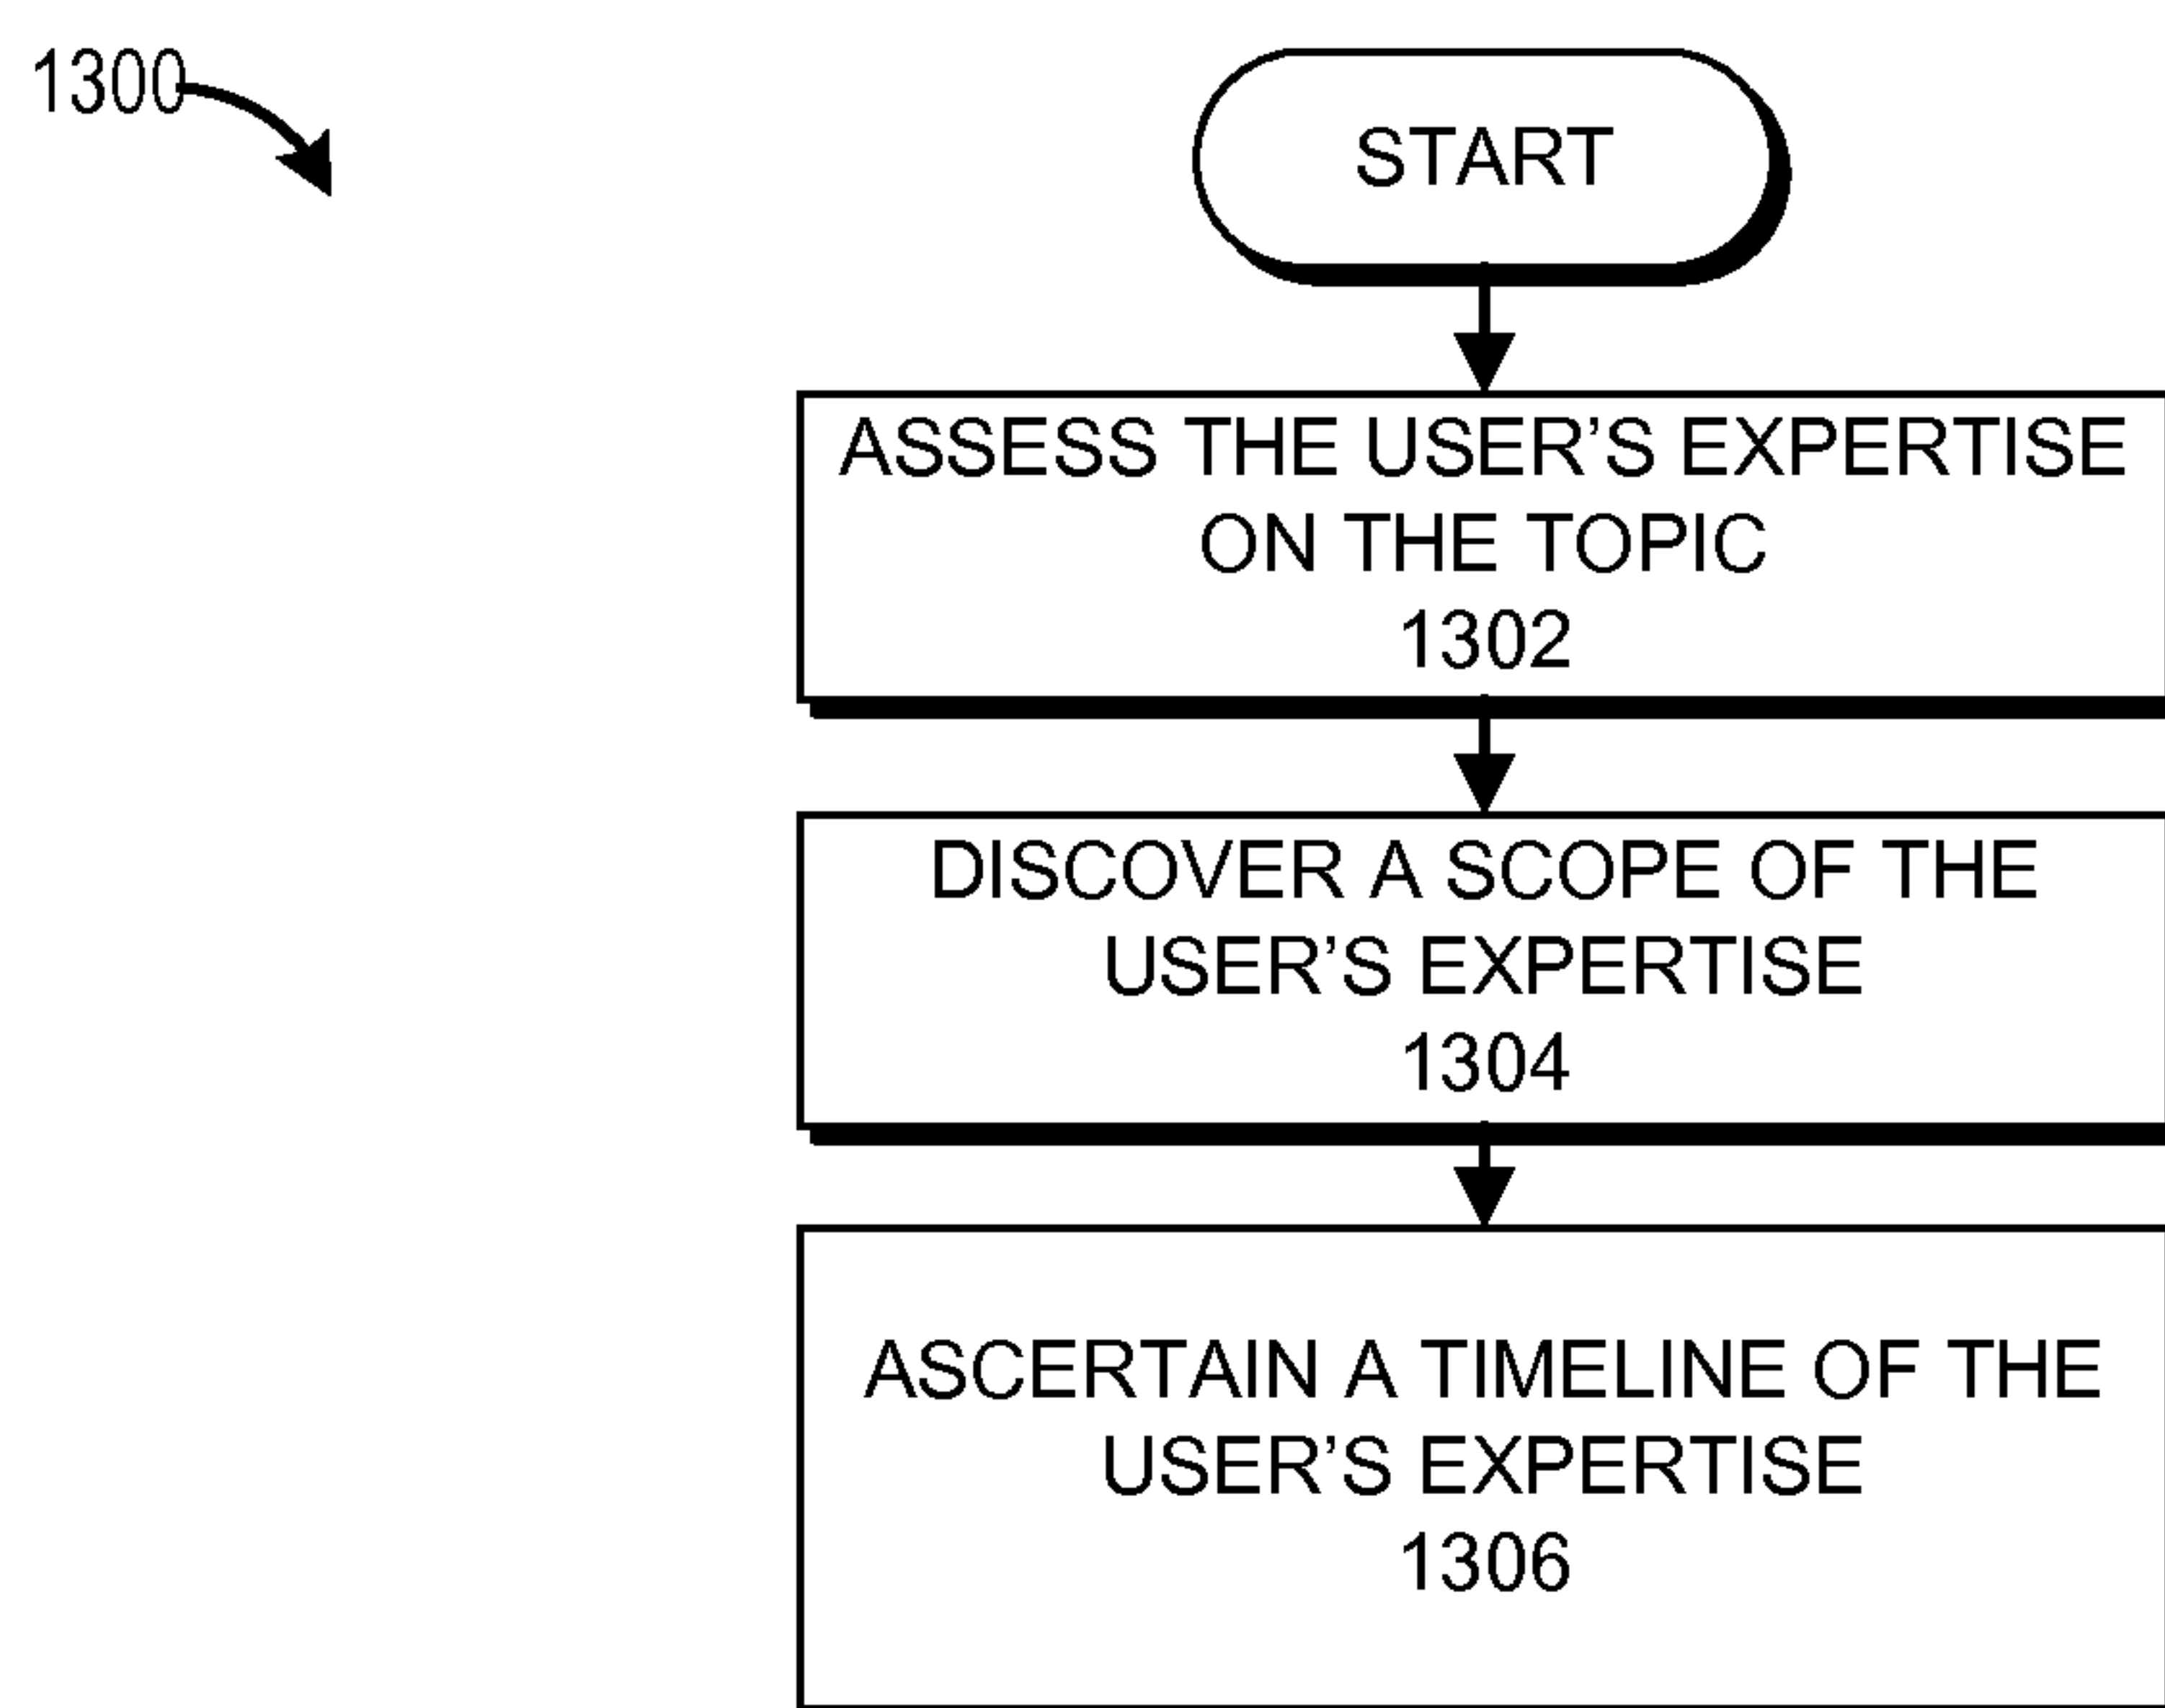 1300
START
ASSESS THE USER’S EXPERTISE
ON THE TOPIC
1302
DISCOVER A SCOPE OF THE
USER’S EXPERTISE
1304
ASCERTAIN A TIMELINE OF THE
USER’S EXPERTISE
1306